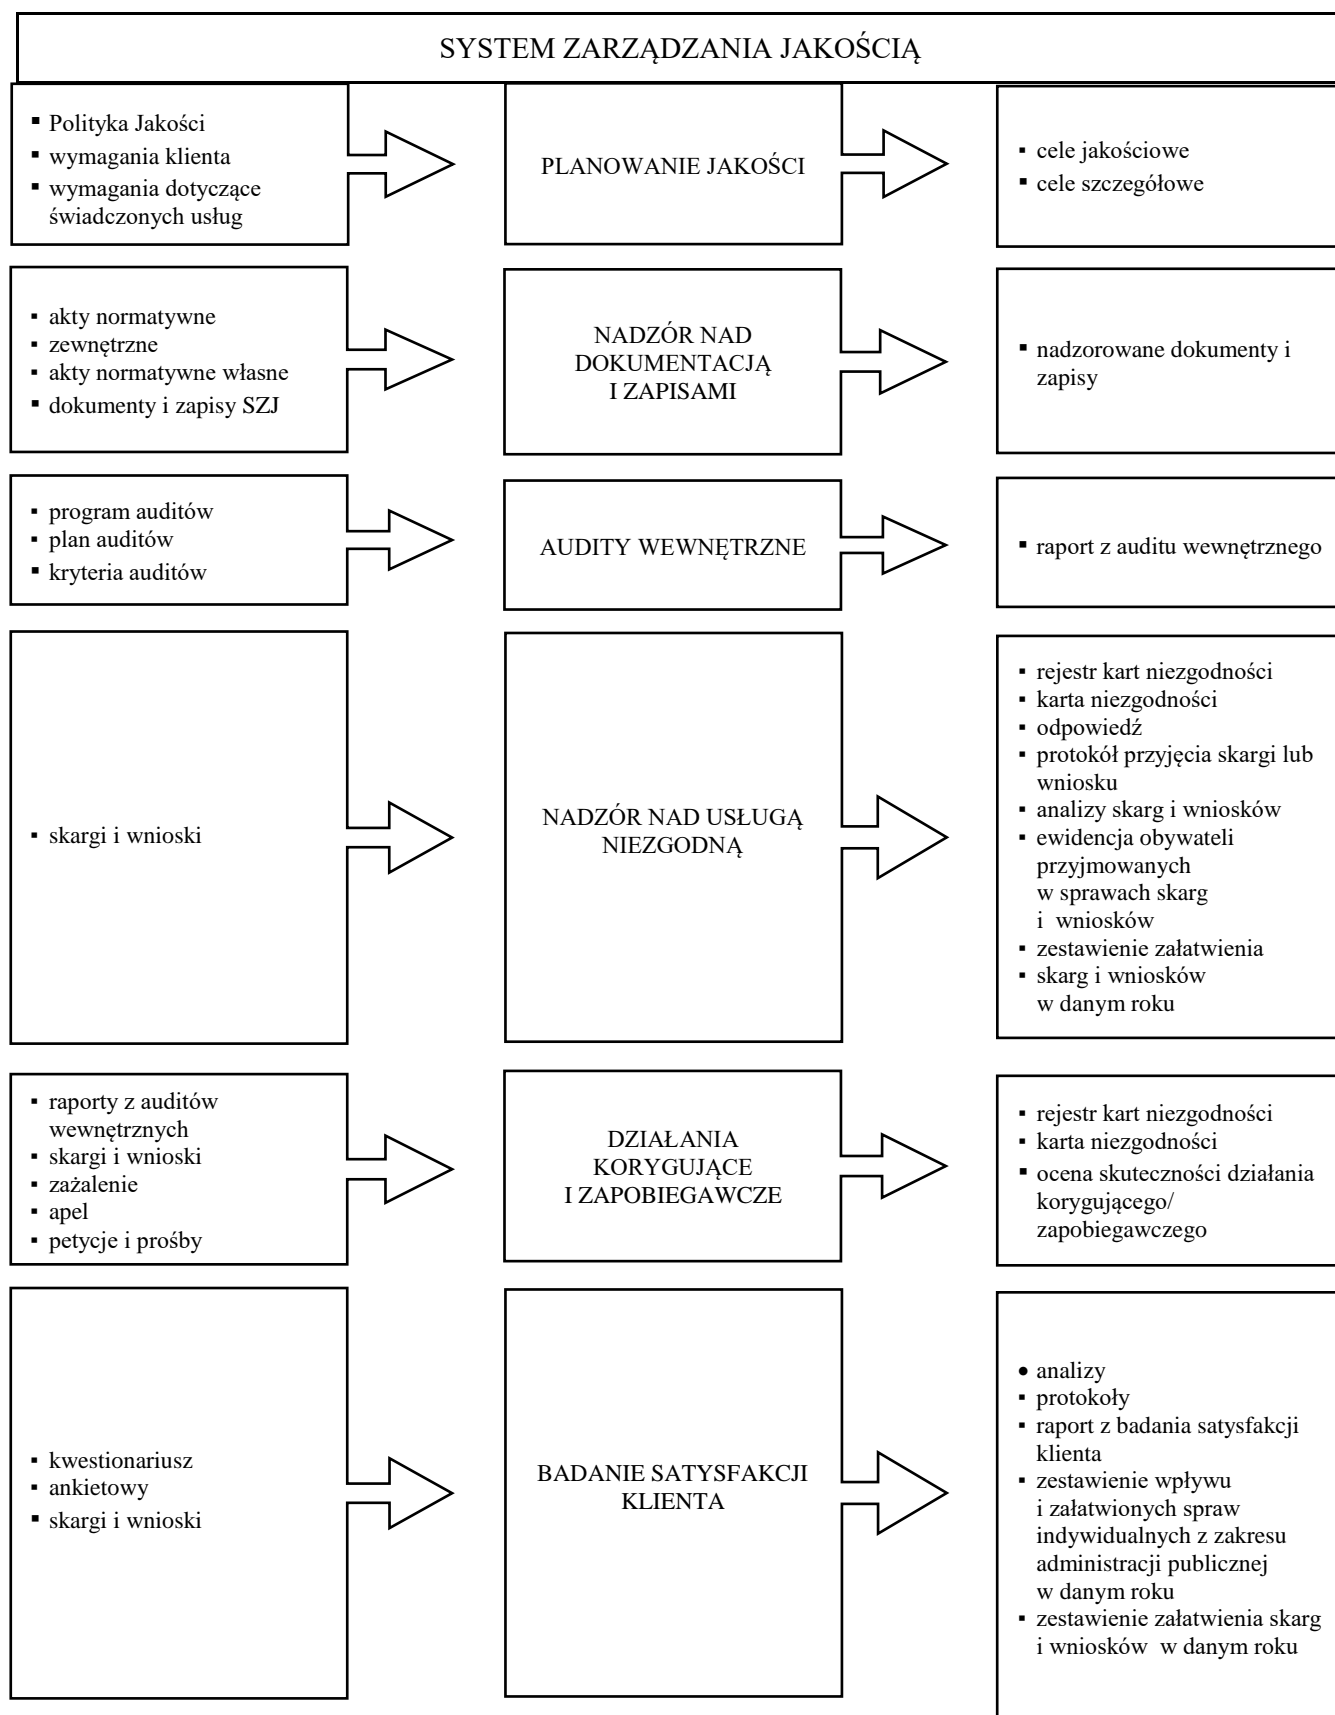 SYSTEM ZARZĄDZANIA JAKOŚCIĄ
▪ Polityka Jakości
▪ wymagania klienta
▪ wymagania dotyczące
świadczonych usług
PLANOWANIE JAKOŚCI
▪ cele jakościowe
▪ cele szczegółowe
▪ akty normatywne
▪ zewnętrzne
▪ akty normatywne własne
▪ dokumenty i zapisy SZJ
NADZÓR NAD
DOKUMENTACJĄ
I ZAPISAMI
▪ nadzorowane dokumenty i
zapisy
▪ program auditów
▪ plan auditów
▪ kryteria auditów
AUDITY WEWNĘTRZNE
▪ raport z auditu wewnętrznego
▪ skargi i wnioski
NADZÓR NAD USŁUGĄ
NIEZGODNĄ
▪ rejestr kart niezgodności
▪ karta niezgodności
▪ odpowiedź
▪ protokół przyjęcia skargi lub
wniosku
▪ analizy skarg i wniosków
▪ ewidencja obywateli
przyjmowanych
w sprawach skarg
i wniosków
▪ zestawienie załatwienia
▪ skarg i wniosków
w danym roku
▪ raporty z auditów
wewnętrznych
▪ skargi i wnioski
▪ zażalenie
▪ apel
▪ petycje i prośby
DZIAŁANIA
KORYGUJĄCE
I ZAPOBIEGAWCZE
▪ rejestr kart niezgodności
▪ karta niezgodności
▪ ocena skuteczności działania
korygującego/
zapobiegawczego
▪ kwestionariusz
▪ ankietowy
▪ skargi i wnioski
BADANIE SATYSFAKCJI
KLIENTA
• analizy
▪ protokoły
▪ raport z badania satysfakcji
klienta
▪ zestawienie wpływu
i załatwionych spraw
indywidualnych z zakresu
administracji publicznej
w danym roku
▪ zestawienie załatwienia skarg
i wniosków w danym roku